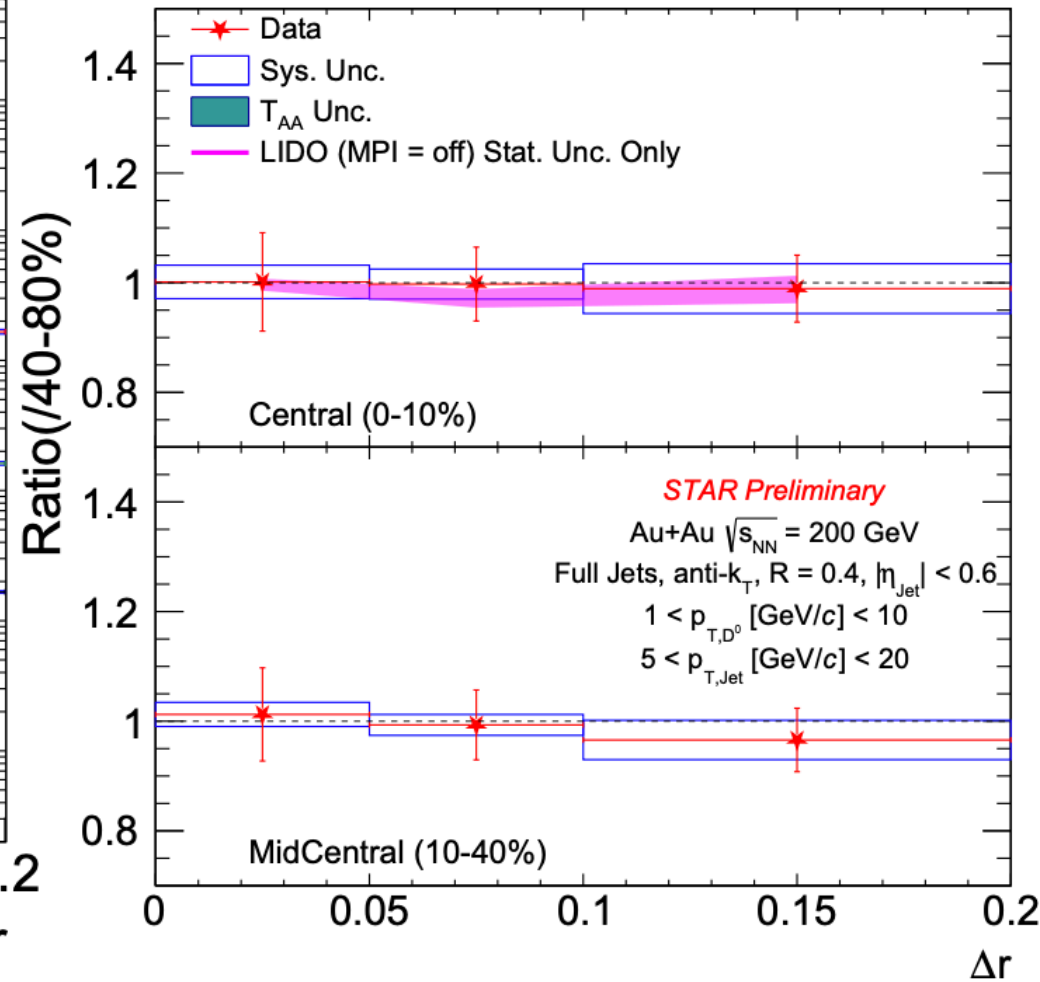 Data
Sys. Unc.
T_AA Unc.
LIDO (MPI = off) Stat. Unc. Only
1.4
1.2
1
0.8
Central (0-10%)
Ratio(/40-80%)
STAR Preliminary
Au+Au √s_NN = 200 GeV
Full Jets, anti-k_T, R = 0.4, |η_Jet| < 0.6
1 < p_T,D⁰ [GeV/c] < 10
5 < p_T,Jet [GeV/c] < 20
1.4
1.2
1
0.8
MidCentral (10-40%)
.2
0 0.05 0.1 0.15 0.2
Δr